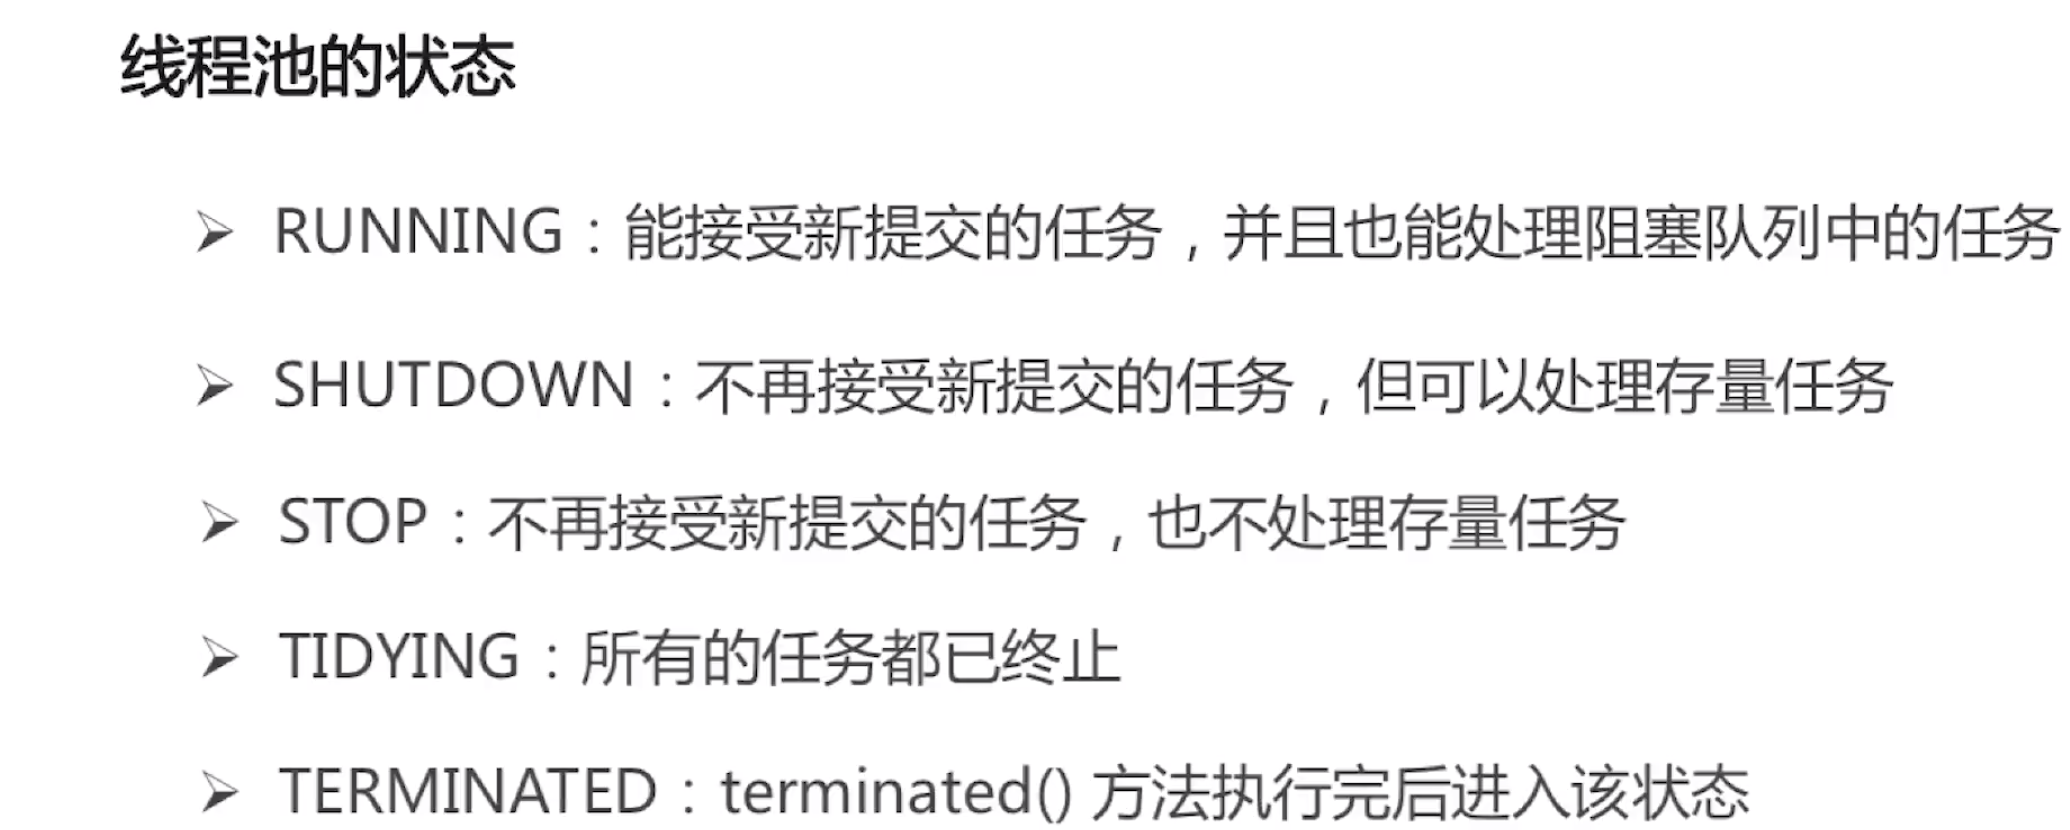 线程池的状态
➢ RUNNING：能接受新提交的任务，并且也能处理阻塞队列中的任务
➢ SHUTDOWN：不再接受新提交的任务，但可以处理存量任务
➢ STOP：不再接受新提交的任务，也不处理存量任务
➢ TIDYING：所有的任务都已终止
➢ TERMINATED：terminated() 方法执行完后进入该状态